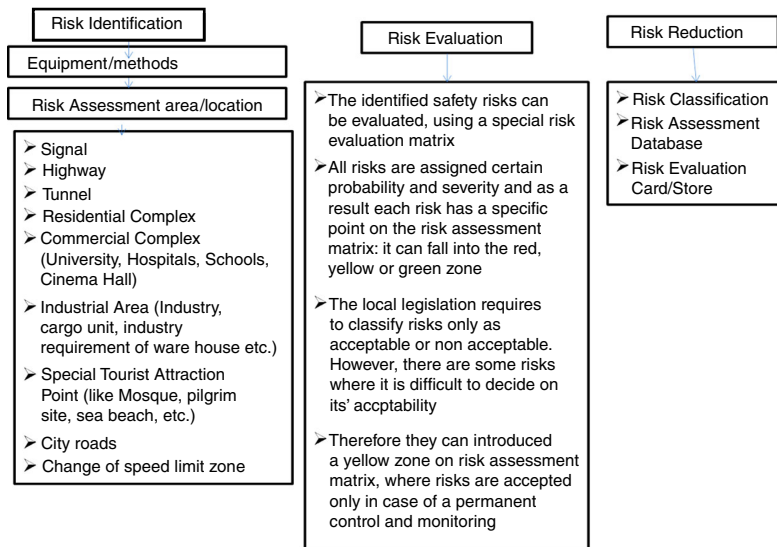 Risk Identification
Equipment/methods
Risk Assessment area/location
➢ Signal
➢ Highway
➢ Tunnel
➢ Residential Complex
➢ Commercial Complex
(University, Hospitals, Schools,
Cinema Hall)
➢ Industrial Area (Industry,
cargo unit, industry
requirement of ware house etc.)
➢ Special Tourist Attraction
Point (like Mosque, pilgrim
site, sea beach, etc.)
➢ City roads
➢ Change of speed limit zone
Risk Evaluation
➢ The identified safety risks can
be evaluated, using a special risk
evaluation matrix
➢ All risks are assigned certain
probability and severity and as a
result each risk has a specific
point on the risk assessment
matrix: it can fall into the red,
yellow or green zone
➢ The local legislation requires
to classify risks only as
acceptable or non acceptable.
However, there are some risks
where it is difficult to decide on
its' accptability
➢ Therefore they can introduced
a yellow zone on risk assessment
matrix, where risks are accepted
only in case of a permanent
control and monitoring
Risk Reduction
➢ Risk Classification
➢ Risk Assessment
Database
➢ Risk Evaluation
Card/Store